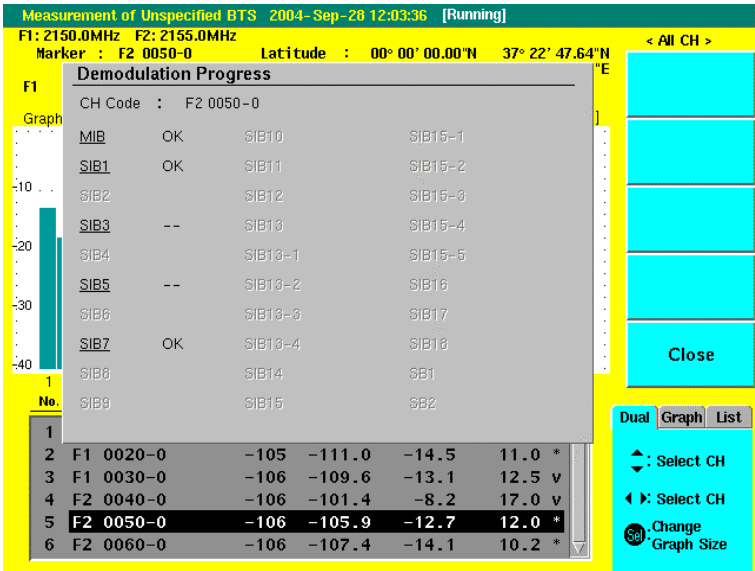 Measurement of Unspecified BTS 2004-Sep-28 12:03:36 [Running]
F1: 2150.0MHz F2: 2155.0MHz
< All CH >
Marker : F2 0050-0 Latitude : 00° 00' 00.00"N 37° 22' 47.64"N
"E
F1
Graph
]
Demodulation Progress
CH Code : F2 0050-0
MIB OK SIB10 SIB15-1
SIB1 OK SIB11 SIB15-2
SIB2 SIB12 SIB15-3
SIB3 -- SIB13 SIB15-4
SIB4 SIB13-1 SIB15-5
SIB5 -- SIB13-2 SIB16
SIB6 SIB13-3 SIB17
SIB7 OK SIB13-4 SIB18
SIB8 SIB14 SB1
SIB9 SIB15 SB2
-10
-20
-30
-40
1
Close
No.
1
2 F1 0020-0 -105 -111.0 -14.5 11.0 *
3 F1 0030-0 -106 -109.6 -13.1 12.5 v
4 F2 0040-0 -106 -101.4 -8.2 17.0 v
5 F2 0050-0 -106 -105.9 -12.7 12.0 *
6 F2 0060-0 -106 -107.4 -14.1 10.2 *
Dual Graph List
: Select CH
: Select CH
Sel : Change
Graph Size